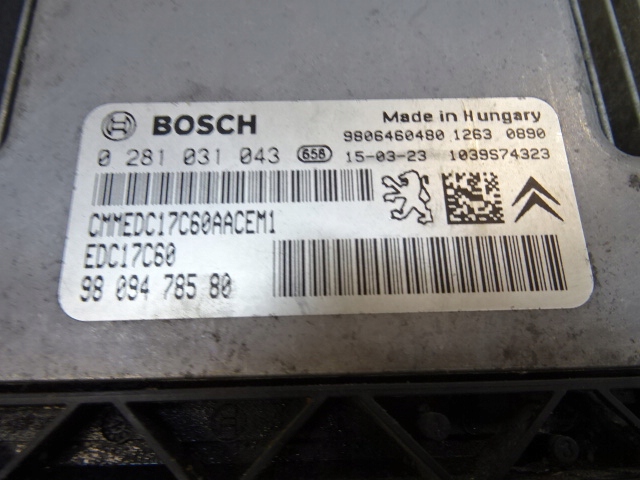 BOSCH
Made in Hungary
9806460480 1263 0890
0 281 031 043 658 15-03-23 1039S74323
CMMEDC17C60AACEM1
EDC17C60
98 094 785 80